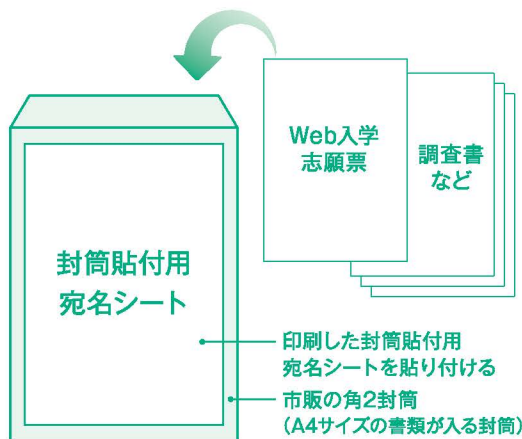 Web入学
志願票
調査書
など
封筒貼付用
宛名シート
印刷した封筒貼付用
宛名シートを貼り付ける
市販の角2封筒
（A4サイズの書類が入る封筒）